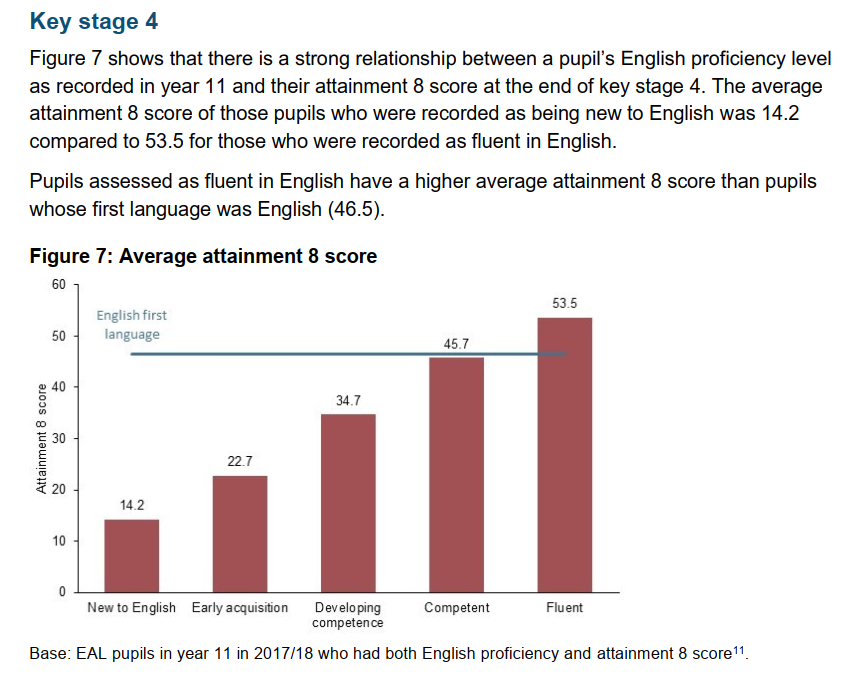 Key stage 4
Figure 7 shows that there is a strong relationship between a pupil’s English proficiency level
as recorded in year 11 and their attainment 8 score at the end of key stage 4. The average
attainment 8 score of those pupils who were recorded as being new to English was 14.2
compared to 53.5 for those who were recorded as fluent in English.
Pupils assessed as fluent in English have a higher average attainment 8 score than pupils
whose first language was English (46.5).
Figure 7: Average attainment 8 score
Attainment 8 score
60
50
40
30
20
10
0
English first
language
14.2
22.7
34.7
45.7
53.5
New to English
Early acquisition
Developing
competence
Competent
Fluent
Base: EAL pupils in year 11 in 2017/18 who had both English proficiency and attainment 8 score¹¹.